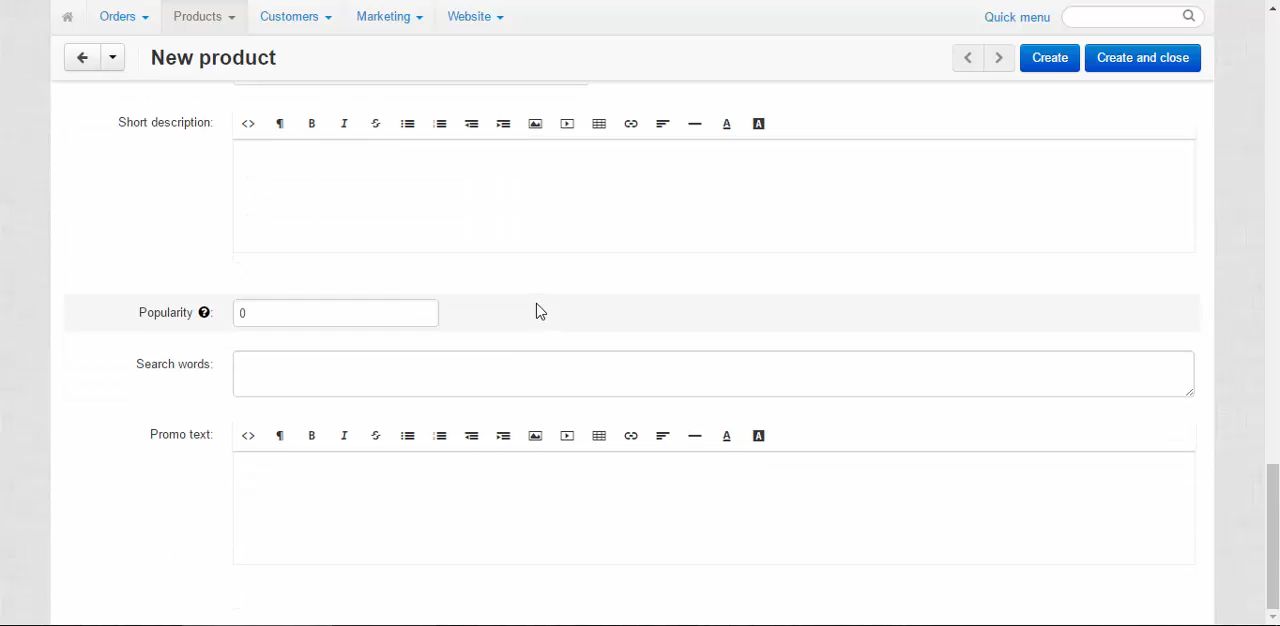 Orders Products Customers Marketing Website Quick menu
New product Create Create and close
Short description:
Popularity ?: 0
Search words:
Promo text: